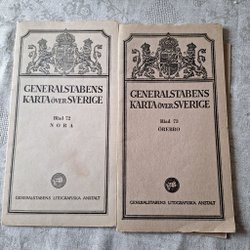 GENERALSTABENS
KARTA ÖVER SVERIGE
Blad 72
NORA
GENERALSTABENS LITOGRAFISKA ANSTALT
GENERALSTABENS
KARTA ÖVER SVERIGE
Blad 73
ÖREBRO
GENERALSTABENS LITOGRAFISKA ANSTALT